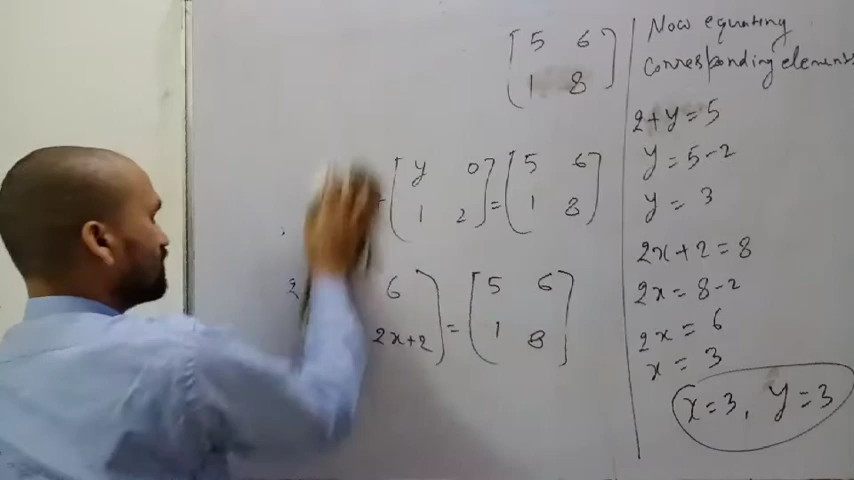 [5 6]
[1 8]
[y 0] = [5 6]
[1 2] [1 8]
2 6] = [5 6]
2x+2] [1 8]
Now equating
corresponding elements
2+y=5
y=5-2
y=3
2x+2=8
2x=8-2
2x=6
x=3
x=3, y=3